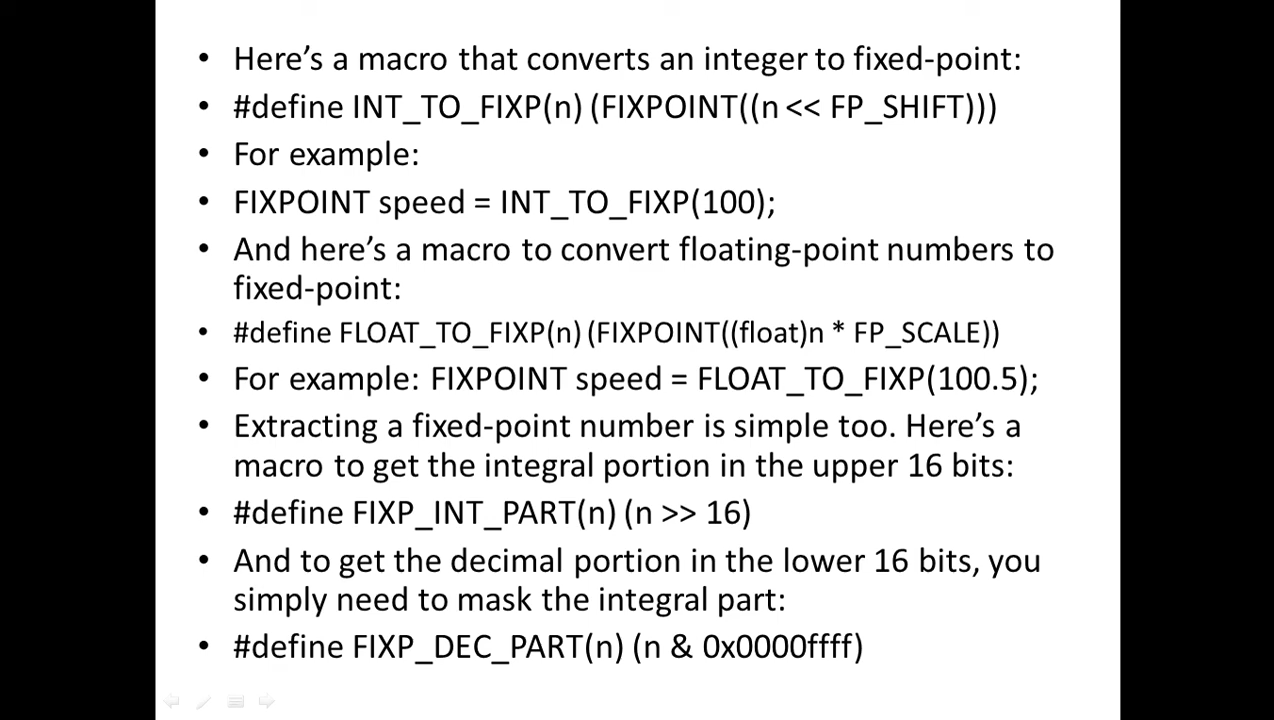 • Here’s a macro that converts an integer to fixed-point:
• #define INT_TO_FIXP(n) (FIXPOINT((n << FP_SHIFT)))
• For example:
• FIXPOINT speed = INT_TO_FIXP(100);
• And here’s a macro to convert floating-point numbers to
fixed-point:
• #define FLOAT_TO_FIXP(n) (FIXPOINT((float)n * FP_SCALE))
• For example: FIXPOINT speed = FLOAT_TO_FIXP(100.5);
• Extracting a fixed-point number is simple too. Here’s a
macro to get the integral portion in the upper 16 bits:
• #define FIXP_INT_PART(n) (n >> 16)
• And to get the decimal portion in the lower 16 bits, you
simply need to mask the integral part:
• #define FIXP_DEC_PART(n) (n & 0x0000ffff)